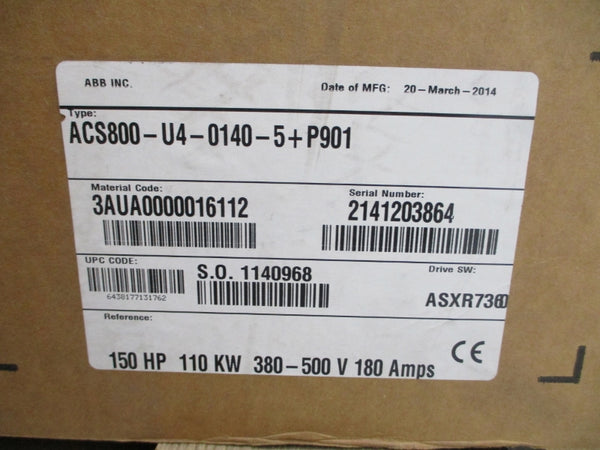 ABB INC.
Date of MFG: 20-March-2014
Type:
ACS800-U4-0140-5+P901
Material Code:
3AUA0000016112
Serial Number:
2141203864
UPC CODE:
6438177131762
S.O. 1140968
Drive SW:
ASXR7360
Reference:
150 HP 110 KW 380-500 V 180 Amps
CE